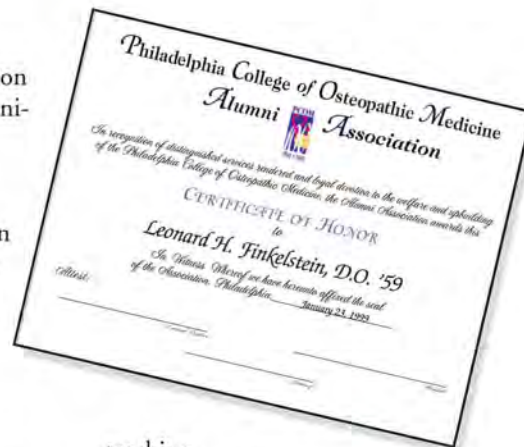 on
ni-
n
Philadelphia College of Osteopathic Medicine
Alumni Association
PCOM
In recognition of distinguished services rendered and loyal devotion to the welfare and upholding
of the Philadelphia College of Osteopathic Medicine, the Alumni Association awards this
CERTIFICATE OF HONOR
to
Leonard H. Finkelstein, D.O. '59
In Witness Whereof we have hereunto affixed the seal
of the Association, Philadelphia, January 23, 1999
Attest: